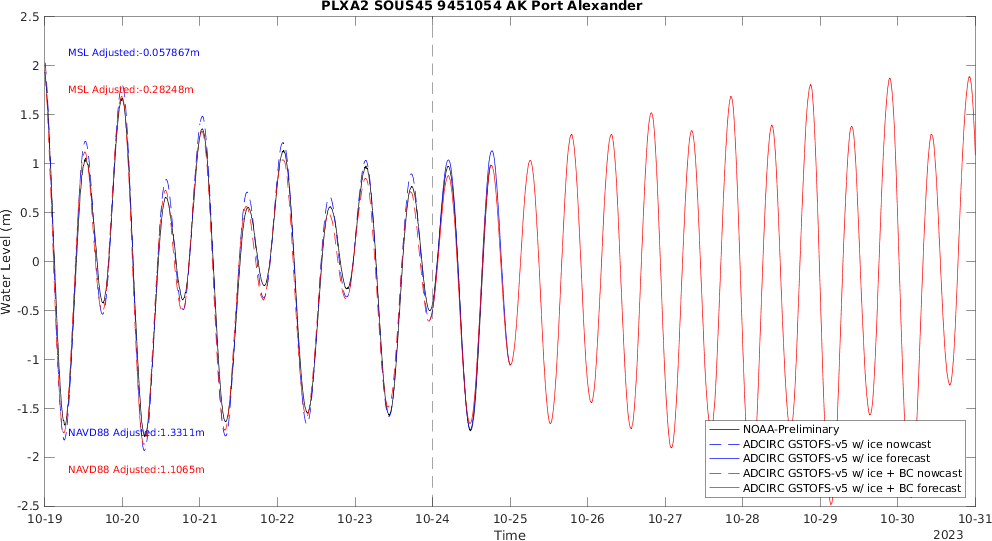 PLXA2 SOUS45 9451054 AK Port Alexander
2.5
2
1.5
1
0.5
0
-0.5
-1
-1.5
-2
-2.5
Water Level (m)
MSL Adjusted:-0.057867m
MSL Adjusted:-0.28248m
NAVD88 Adjusted:1.3311m
NAVD88 Adjusted:1.1065m
NOAA-Preliminary
ADCIRC GSTOFS-v5 w/ ice nowcast
ADCIRC GSTOFS-v5 w/ ice forecast
ADCIRC GSTOFS-v5 w/ ice + BC nowcast
ADCIRC GSTOFS-v5 w/ ice + BC forecast
10-19 10-20 10-21 10-22 10-23 10-24 10-25 10-26 10-27 10-28 10-29 10-30 10-31
Time
2023